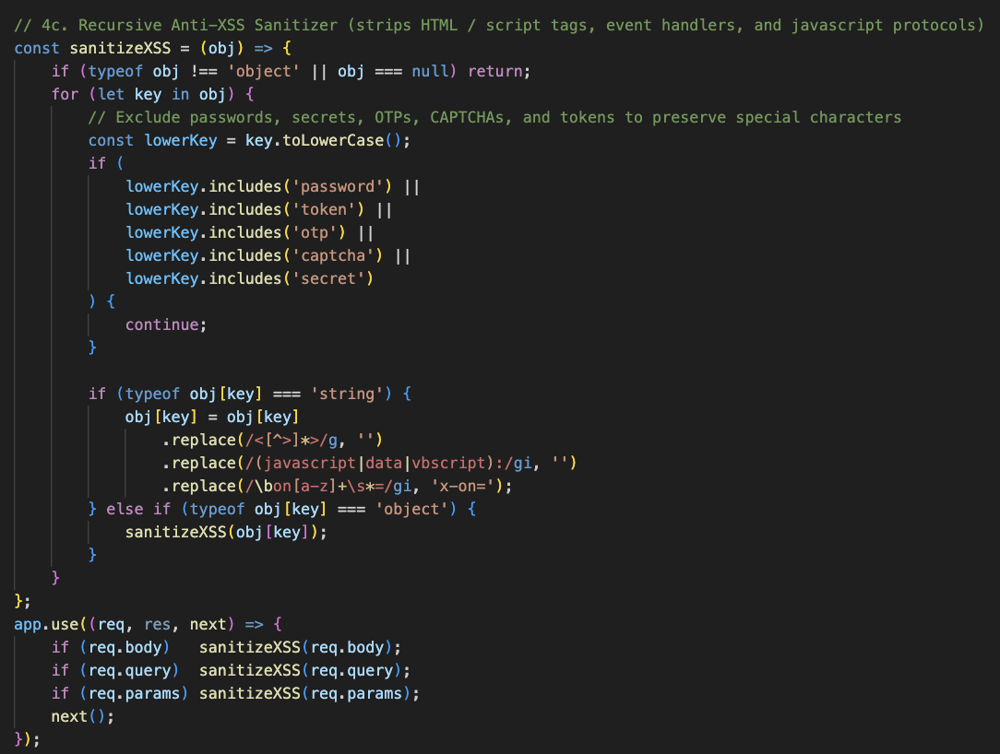 // 4c. Recursive Anti-XSS Sanitizer (strips HTML / script tags, event handlers, and javascript protocols)
const sanitizeXSS = (obj) => {
    if (typeof obj !== 'object' || obj === null) return;
    for (let key in obj) {
        // Exclude passwords, secrets, OTPs, CAPTCHAs, and tokens to preserve special characters
        const lowerKey = key.toLowerCase();
        if (
            lowerKey.includes('password') ||
            lowerKey.includes('token') ||
            lowerKey.includes('otp') ||
            lowerKey.includes('captcha') ||
            lowerKey.includes('secret')
        ) {
            continue;
        }

        if (typeof obj[key] === 'string') {
            obj[key] = obj[key]
                .replace(/<[^>]*>/g, '')
                .replace(/(javascript|data|vbscript):/gi, '')
                .replace(/\bon[a-z]+\s*=/gi, 'x-on=');
        } else if (typeof obj[key] === 'object') {
            sanitizeXSS(obj[key]);
        }
    }
};
app.use((req, res, next) => {
    if (req.body)   sanitizeXSS(req.body);
    if (req.query)  sanitizeXSS(req.query);
    if (req.params) sanitizeXSS(req.params);
    next();
});